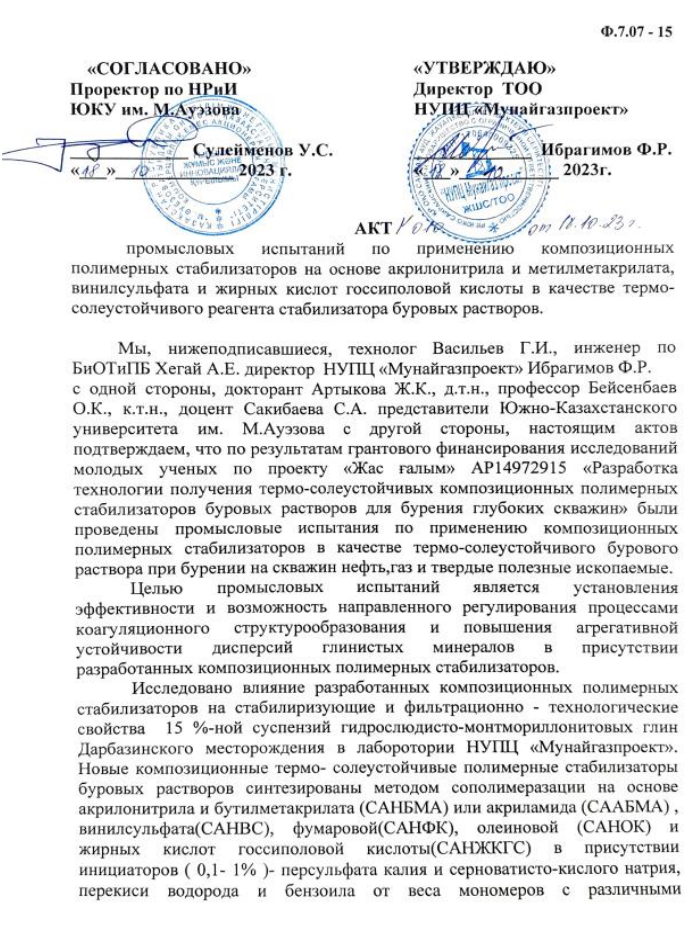 Ф.7.07 - 15
«СОГЛАСОВАНО»
Проректор по НРиИ
ЮКУ им. М.Ауэзова
Сулейменов У.С.
«18» 10 2023 г.
«УТВЕРЖДАЮ»
Директор ТОО
НУПЦ «Мунайгазпроект»
Ибрагимов Ф.Р.
«18» 10 2023г.
ЖҰМЫС ЖӘНЕ
ИННОВАЦИЯЛАР
"НУПЦ Мунайгазпроект"
ЖШС/ТОО
АКТ от 18.10.23г.
промысловых испытаний по применению композиционных
полимерных стабилизаторов на основе акрилонитрила и метилметакрилата,
винилсульфата и жирных кислот госсиполовой кислоты в качестве термо-
солеустойчивого реагента стабилизатора буровых растворов.
Мы, нижеподписавшиеся, технолог Васильев Г.И., инженер по
БиОТиПБ Хегай А.Е. директор НУПЦ «Мунайгазпроект» Ибрагимов Ф.Р.
с одной стороны, докторант Артыкова Ж.К., д.т.н., профессор Бейсенбаев
О.К., к.т.н., доцент Сакибаева С.А. представители Южно-Казахстанского
университета им. М.Ауэзова с другой стороны, настоящим актов
подтверждаем, что по результатам грантового финансирования исследований
молодых ученых по проекту «Жас ғалым» АР14972915 «Разработка
технологии получения термо-солеустойчивых композиционных полимерных
стабилизаторов буровых растворов для бурения глубоких скважин» были
проведены промысловые испытания по применению композиционных
полимерных стабилизаторов в качестве термо-солеустойчивого бурового
раствора при бурении на скважин нефть,газ и твердые полезные ископаемые.
Целью промысловых испытаний является установления
эффективности и возможность направленного регулирования процессами
коагуляционного структурообразования и повышения агрегативной
устойчивости дисперсий глинистых минералов в присутствии
разработанных композиционных полимерных стабилизаторов.
Исследовано влияние разработанных композиционных полимерных
стабилизаторов на стабилиризующие и фильтрационно - технологические
свойства 15 %-ной суспензий гидрослюдисто-монтмориллонитовых глин
Дарбазинского месторождения в лаборотории НУПЦ «Мунайгазпроект».
Новые композиционные термо- солеустойчивые полимерные стабилизаторы
буровых растворов синтезированы методом сополимеразации на основе
акрилонитрила и бутилметакрилата (САНБМА) или акриламида (СААБМА) ,
винилсульфата(САНВС), фумаровой(САНФК), олеиновой (САНОК) и
жирных кислот госсиполовой кислоты(САНЖКГС) в присутствии
инициаторов ( 0,1- 1% )- персульфата калия и серноватисто-кислого натрия,
перекиси водорода и бензоила от веса мономеров с различными